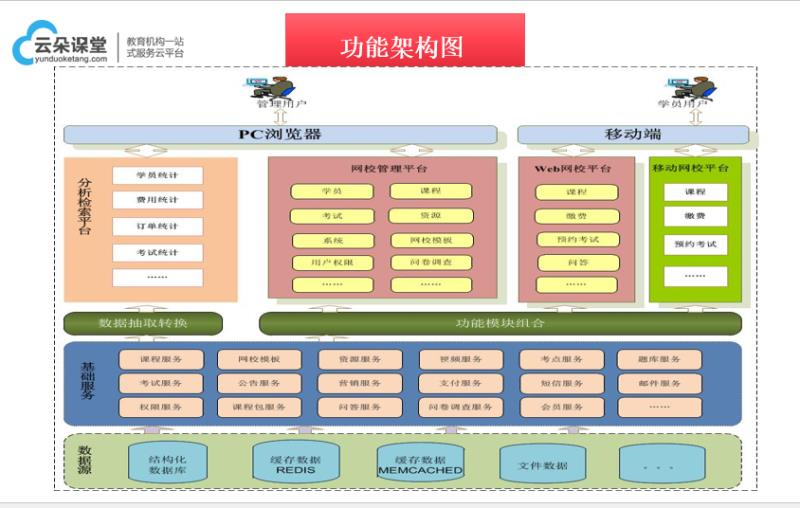 云朵课堂
yunduoketang.com
教育机构一站
式服务云平台
功能架构图
管理用户
学员用户
PC浏览器
移动端
分析检索平台
学员统计
费用统计
订单统计
考试统计
……
网校管理平台
学员
课程
考试
资源
系统
网校模板
用户权限
问卷调查
……
……
Web网校平台
课程
缴费
预约考试
问答
……
移动网校平台
课程
缴费
预约考试
……
数据抽取转换
功能模块组合
基础服务
课程服务
网校模板
资源服务
视频服务
考点服务
题库服务
考试服务
公告服务
营销服务
支付服务
短信服务
邮件服务
权限服务
课程包服务
问答服务
问卷调查服务
会员服务
……
数据源
结构化
数据库
缓存数据
REDIS
缓存数据
MEMCACHED
文件数据
。。。